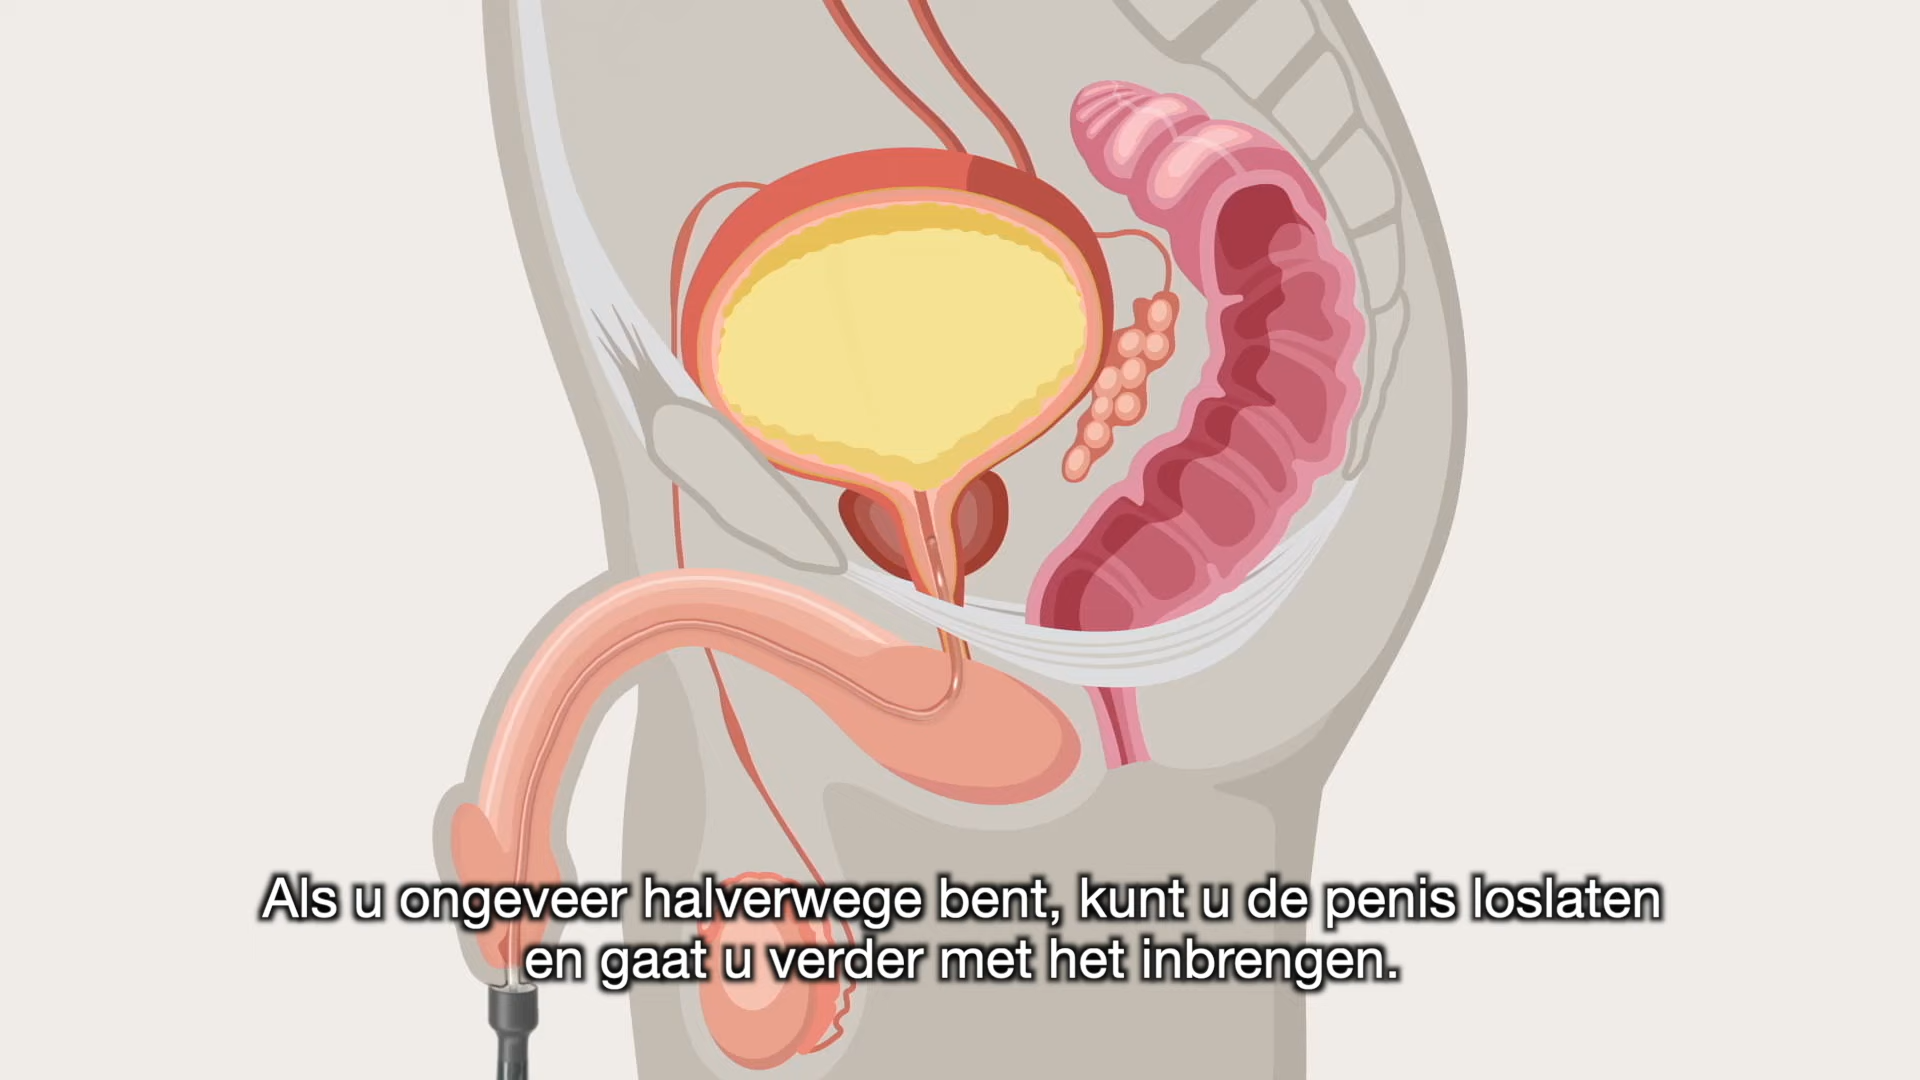 Als u ongeveer halverwege bent, kunt u de penis loslaten
en gaat u verder met het inbrengen.